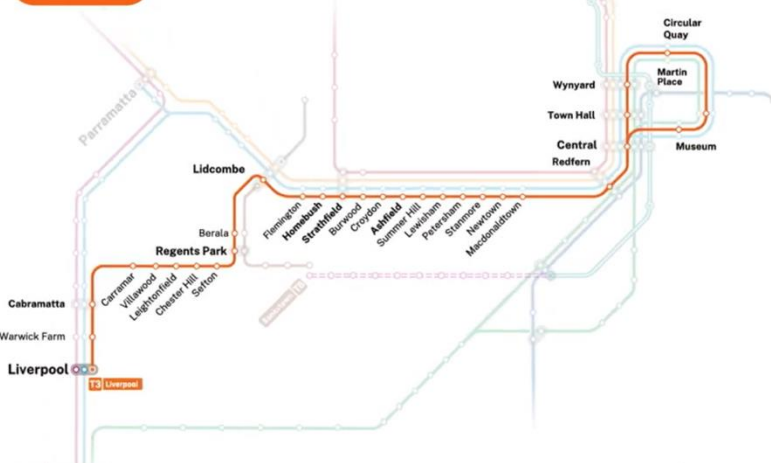 Circular
Quay
Martin
Place
Wynyard
Town Hall
Central
Redfern
Museum
Parramatta
Lidcombe
Flemington
Homebush
Strathfield
Burwood
Croydon
Ashfield
Summer Hill
Lewisham
Petersham
Stanmore
Newtown
Macdonaldtown
Berala
Regents Park
Carramar
Villawood
Leightonfield
Chester Hill
Sefton
Cabramatta
Warwick Farm
Liverpool
T3 Liverpool